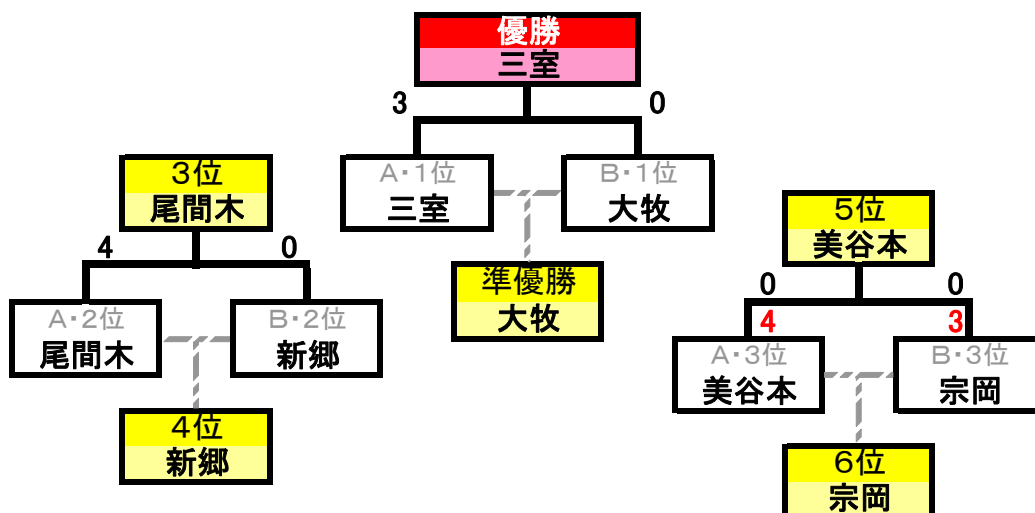 優勝
三室
3 0
A・1位
三室
B・1位
大牧
準優勝
大牧
3位
尾間木
4 0
A・2位
尾間木
B・2位
新郷
4位
新郷
5位
美谷本
0 0
4 3
A・3位
美谷本
B・3位
宗岡
6位
宗岡